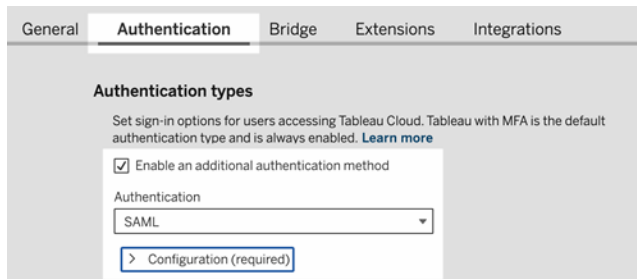 General Authentication Bridge Extensions Integrations
Authentication types
Set sign-in options for users accessing Tableau Cloud. Tableau with MFA is the default
authentication type and is always enabled. Learn more
Enable an additional authentication method
Authentication
SAML
Configuration (required)